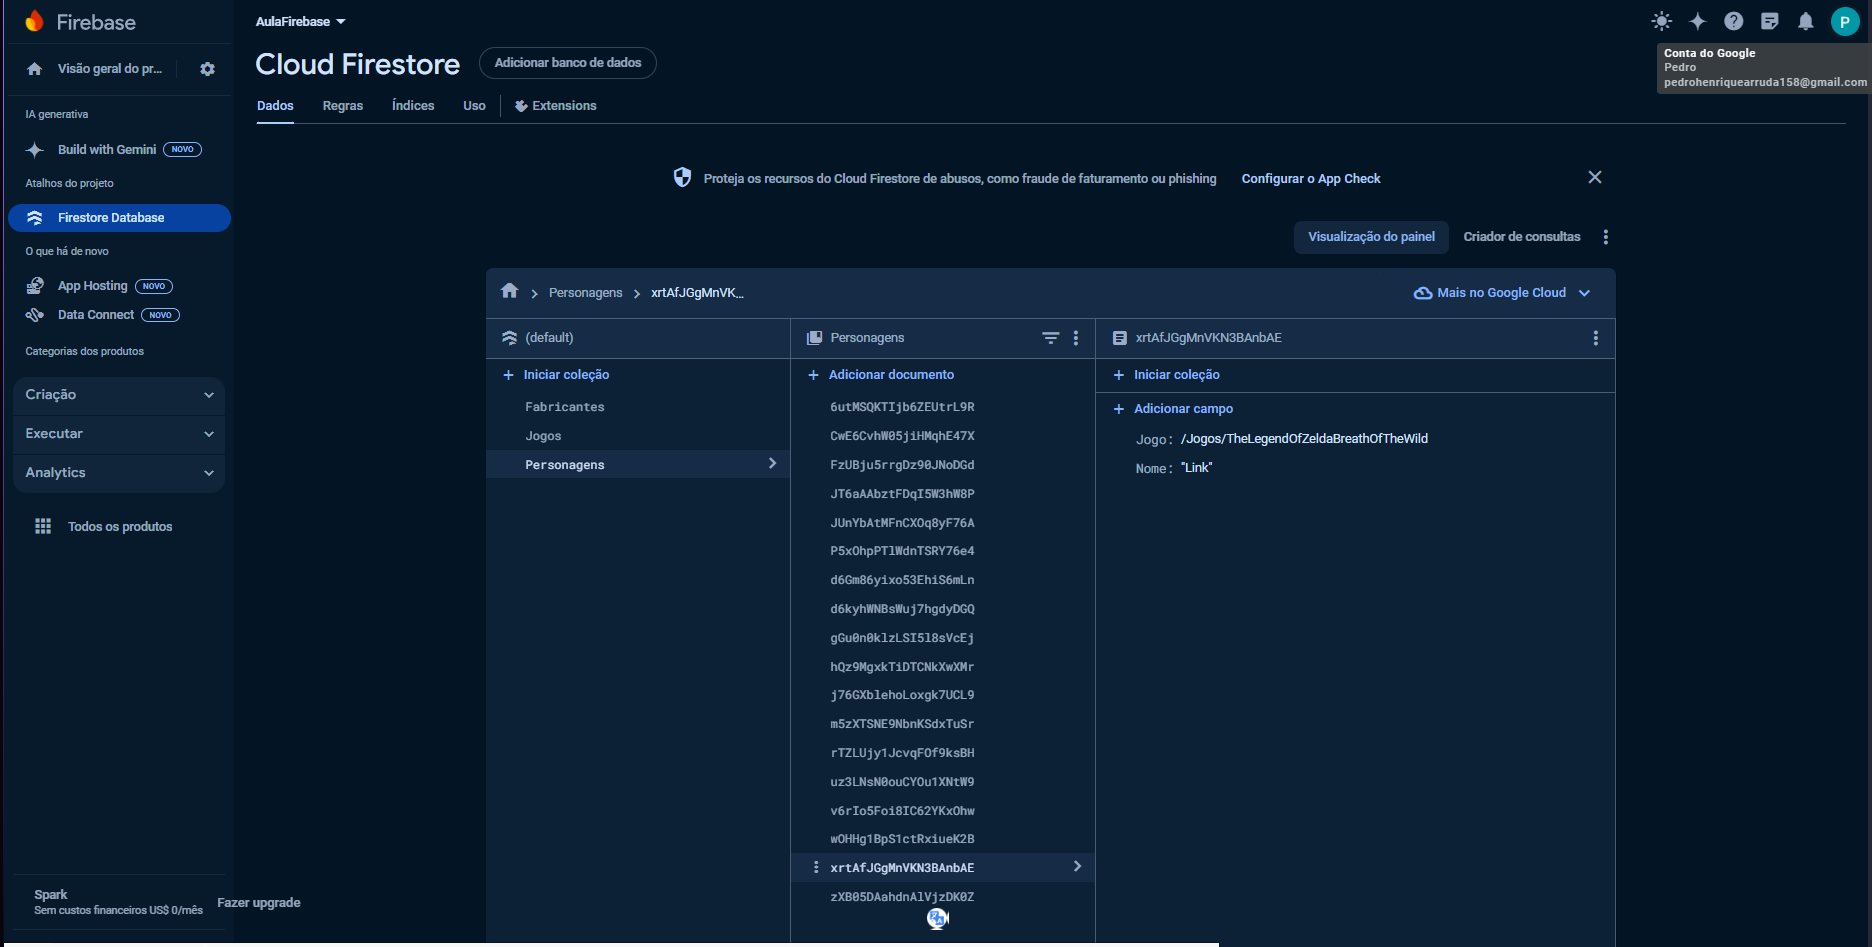 Firebase
AulaFirebase
Visão geral do pr...
Cloud Firestore
Adicionar banco de dados
Conta do Google
Pedro
pedrohenriquearruda158@gmail.com
P
Dados
Regras
Índices
Uso
Extensions
IA generativa
Build with Gemini
NOVO
Atalhos do projeto
Firestore Database
O que há de novo
App Hosting
NOVO
Data Connect
NOVO
Categorias dos produtos
Criação
Executar
Analytics
Todos os produtos
Spark
Sem custos financeiros US$ 0/mês
Fazer upgrade
Proteja os recursos do Cloud Firestore de abusos, como fraude de faturamento ou phishing
Configurar o App Check
Visualização do painel
Criador de consultas
Personagens
xrtAfJGgMnVK...
Mais no Google Cloud
(default)
Iniciar coleção
Fabricantes
Jogos
Personagens
Personagens
Adicionar documento
6utMSQKTIjb6ZEUtrL9R
CwE6CvhW05jiHMqhE47X
FzUBju5rrgDz90JNoDGd
JT6aAAbztFDqI5W3hW8P
JUnYbAtMFnCXOq8yF76A
P5xOhpPTlWdnTSRY76e4
d6Gm86yixo53EhiS6mLn
d6kyhWNBsWuj7hgdyDGQ
gGu0n0klzLSI5l8sVcEj
hQz9MgxkTiDTCNkXwXMr
j76GXblehoLoxgk7UCL9
m5zXTSNE9NbnKSdxTuSr
rTZLUjy1JcvqFOf9ksBH
uz3LNsN0ouCYOu1XNtW9
v6rIo5Foi8IC62YKxOhw
wOHHg1BpS1ctRxiueK2B
xrtAfJGgMnVKN3BAnbAE
zXB05DAahdnAlVjzDK0Z
xrtAfJGgMnVKN3BAnbAE
Iniciar coleção
Adicionar campo
Jogo: /Jogos/TheLegendOfZeldaBreathOfTheWild
Nome: "Link"